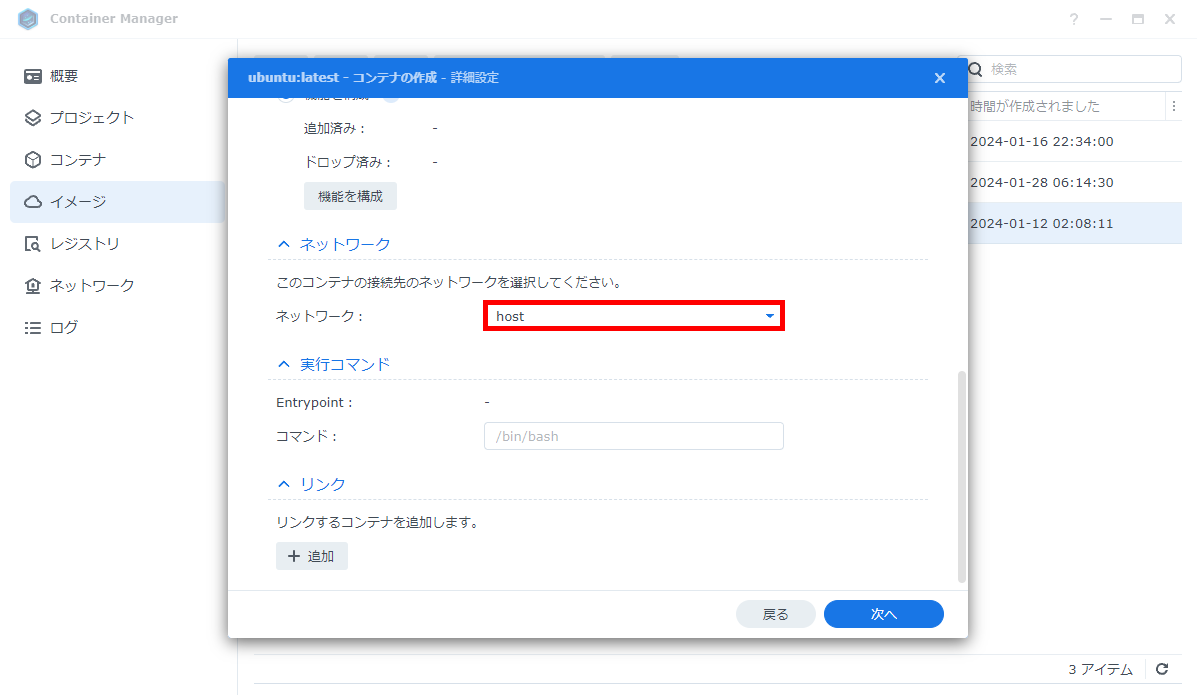 Container Manager
概要
プロジェクト
コンテナ
イメージ
レジストリ
ネットワーク
ログ
検索
時間が作成されました
2024-01-16 22:34:00
2024-01-28 06:14:30
2024-01-12 02:08:11
3 アイテム
ubuntu:latest - コンテナの作成 - 詳細設定
機能を構成
追加済み : -
ドロップ済み : -
機能を構成
ネットワーク
このコンテナの接続先のネットワークを選択してください。
ネットワーク : host
実行コマンド
Entrypoint : -
コマンド : /bin/bash
リンク
リンクするコンテナを追加します。
追加
戻る 次へ